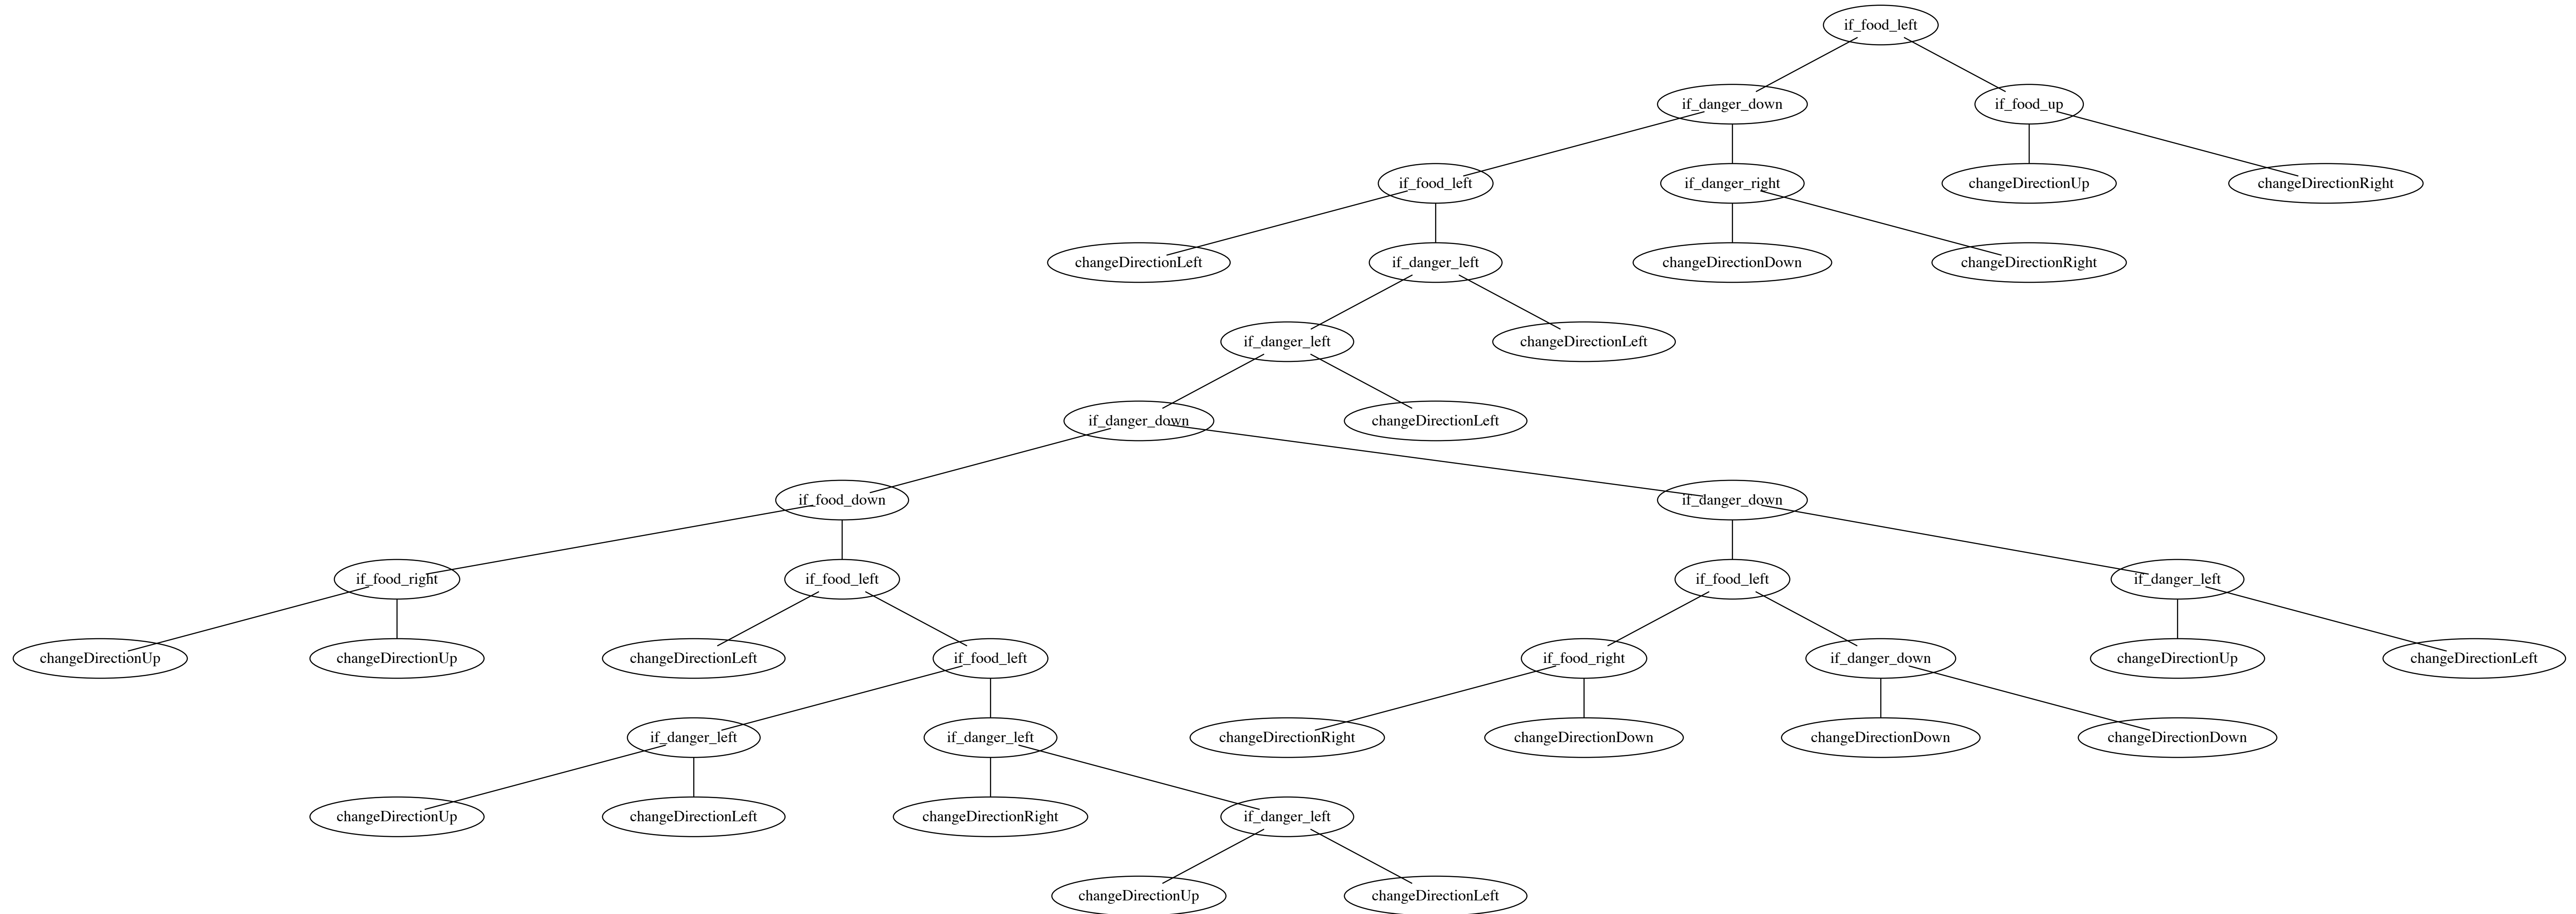 if_food_left
if_danger_down
if_food_up
if_food_left
if_danger_right
changeDirectionUp
changeDirectionRight
changeDirectionLeft
if_danger_left
changeDirectionDown
changeDirectionRight
if_danger_left
changeDirectionLeft
if_danger_down
changeDirectionLeft
if_food_down
if_danger_down
if_food_right
if_food_left
if_food_left
if_danger_left
changeDirectionUp
changeDirectionUp
changeDirectionLeft
if_food_left
if_food_right
if_danger_down
changeDirectionUp
changeDirectionLeft
if_danger_left
if_danger_left
changeDirectionRight
changeDirectionDown
changeDirectionDown
changeDirectionDown
changeDirectionUp
changeDirectionLeft
changeDirectionRight
if_danger_left
changeDirectionUp
changeDirectionLeft